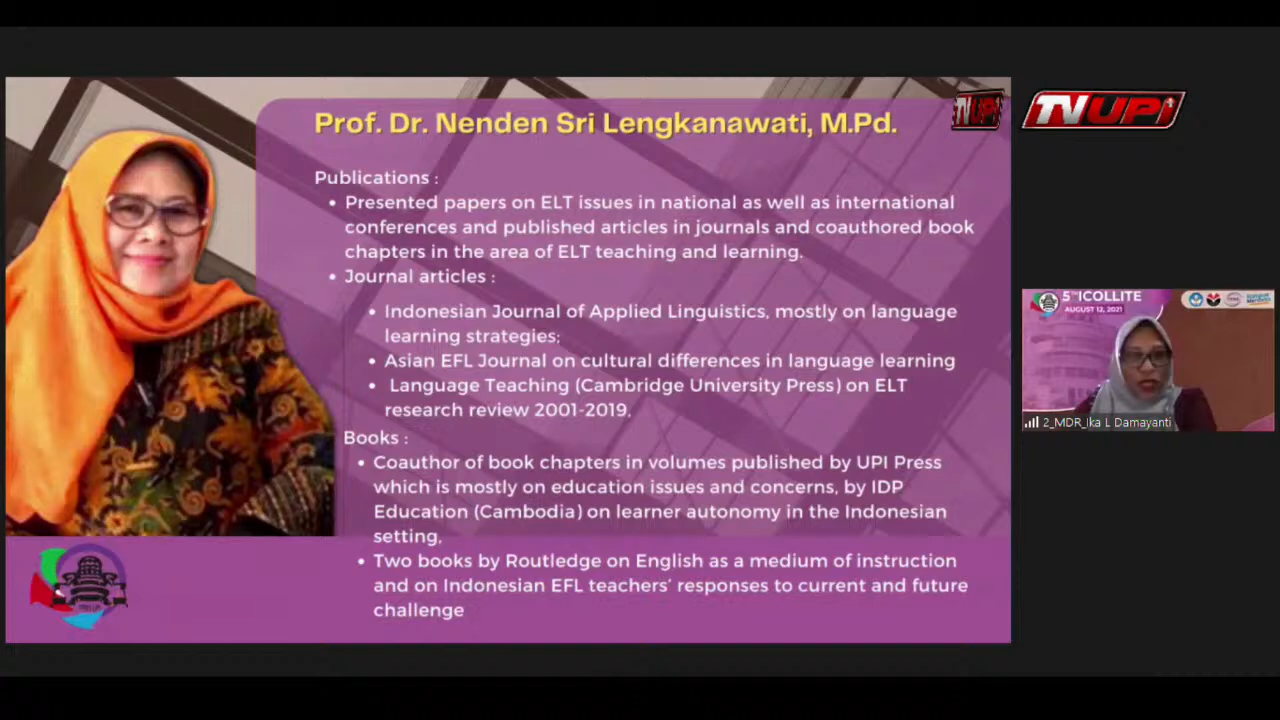 Prof. Dr. Nenden Sri Lengkanawati, M.Pd.
TVUPI
TVUPI
Publications :
• Presented papers on ELT issues in national as well as international
conferences and published articles in journals and coauthored book
chapters in the area of ELT teaching and learning.
• Journal articles :
• Indonesian Journal of Applied Linguistics, mostly on language
learning strategies;
• Asian EFL Journal on cultural differences in language learning
• Language Teaching (Cambridge University Press) on ELT
research review 2001-2019.
Books :
• Coauthor of book chapters in volumes published by UPI Press
which is mostly on education issues and concerns, by IDP
Education (Cambodia) on learner autonomy in the Indonesian
setting,
• Two books by Routledge on English as a medium of instruction
and on Indonesian EFL teachers’ responses to current and future
challenge
5TH ICOLLITE
AUGUST 12, 2021
2_MDR_Ika L Damayanti